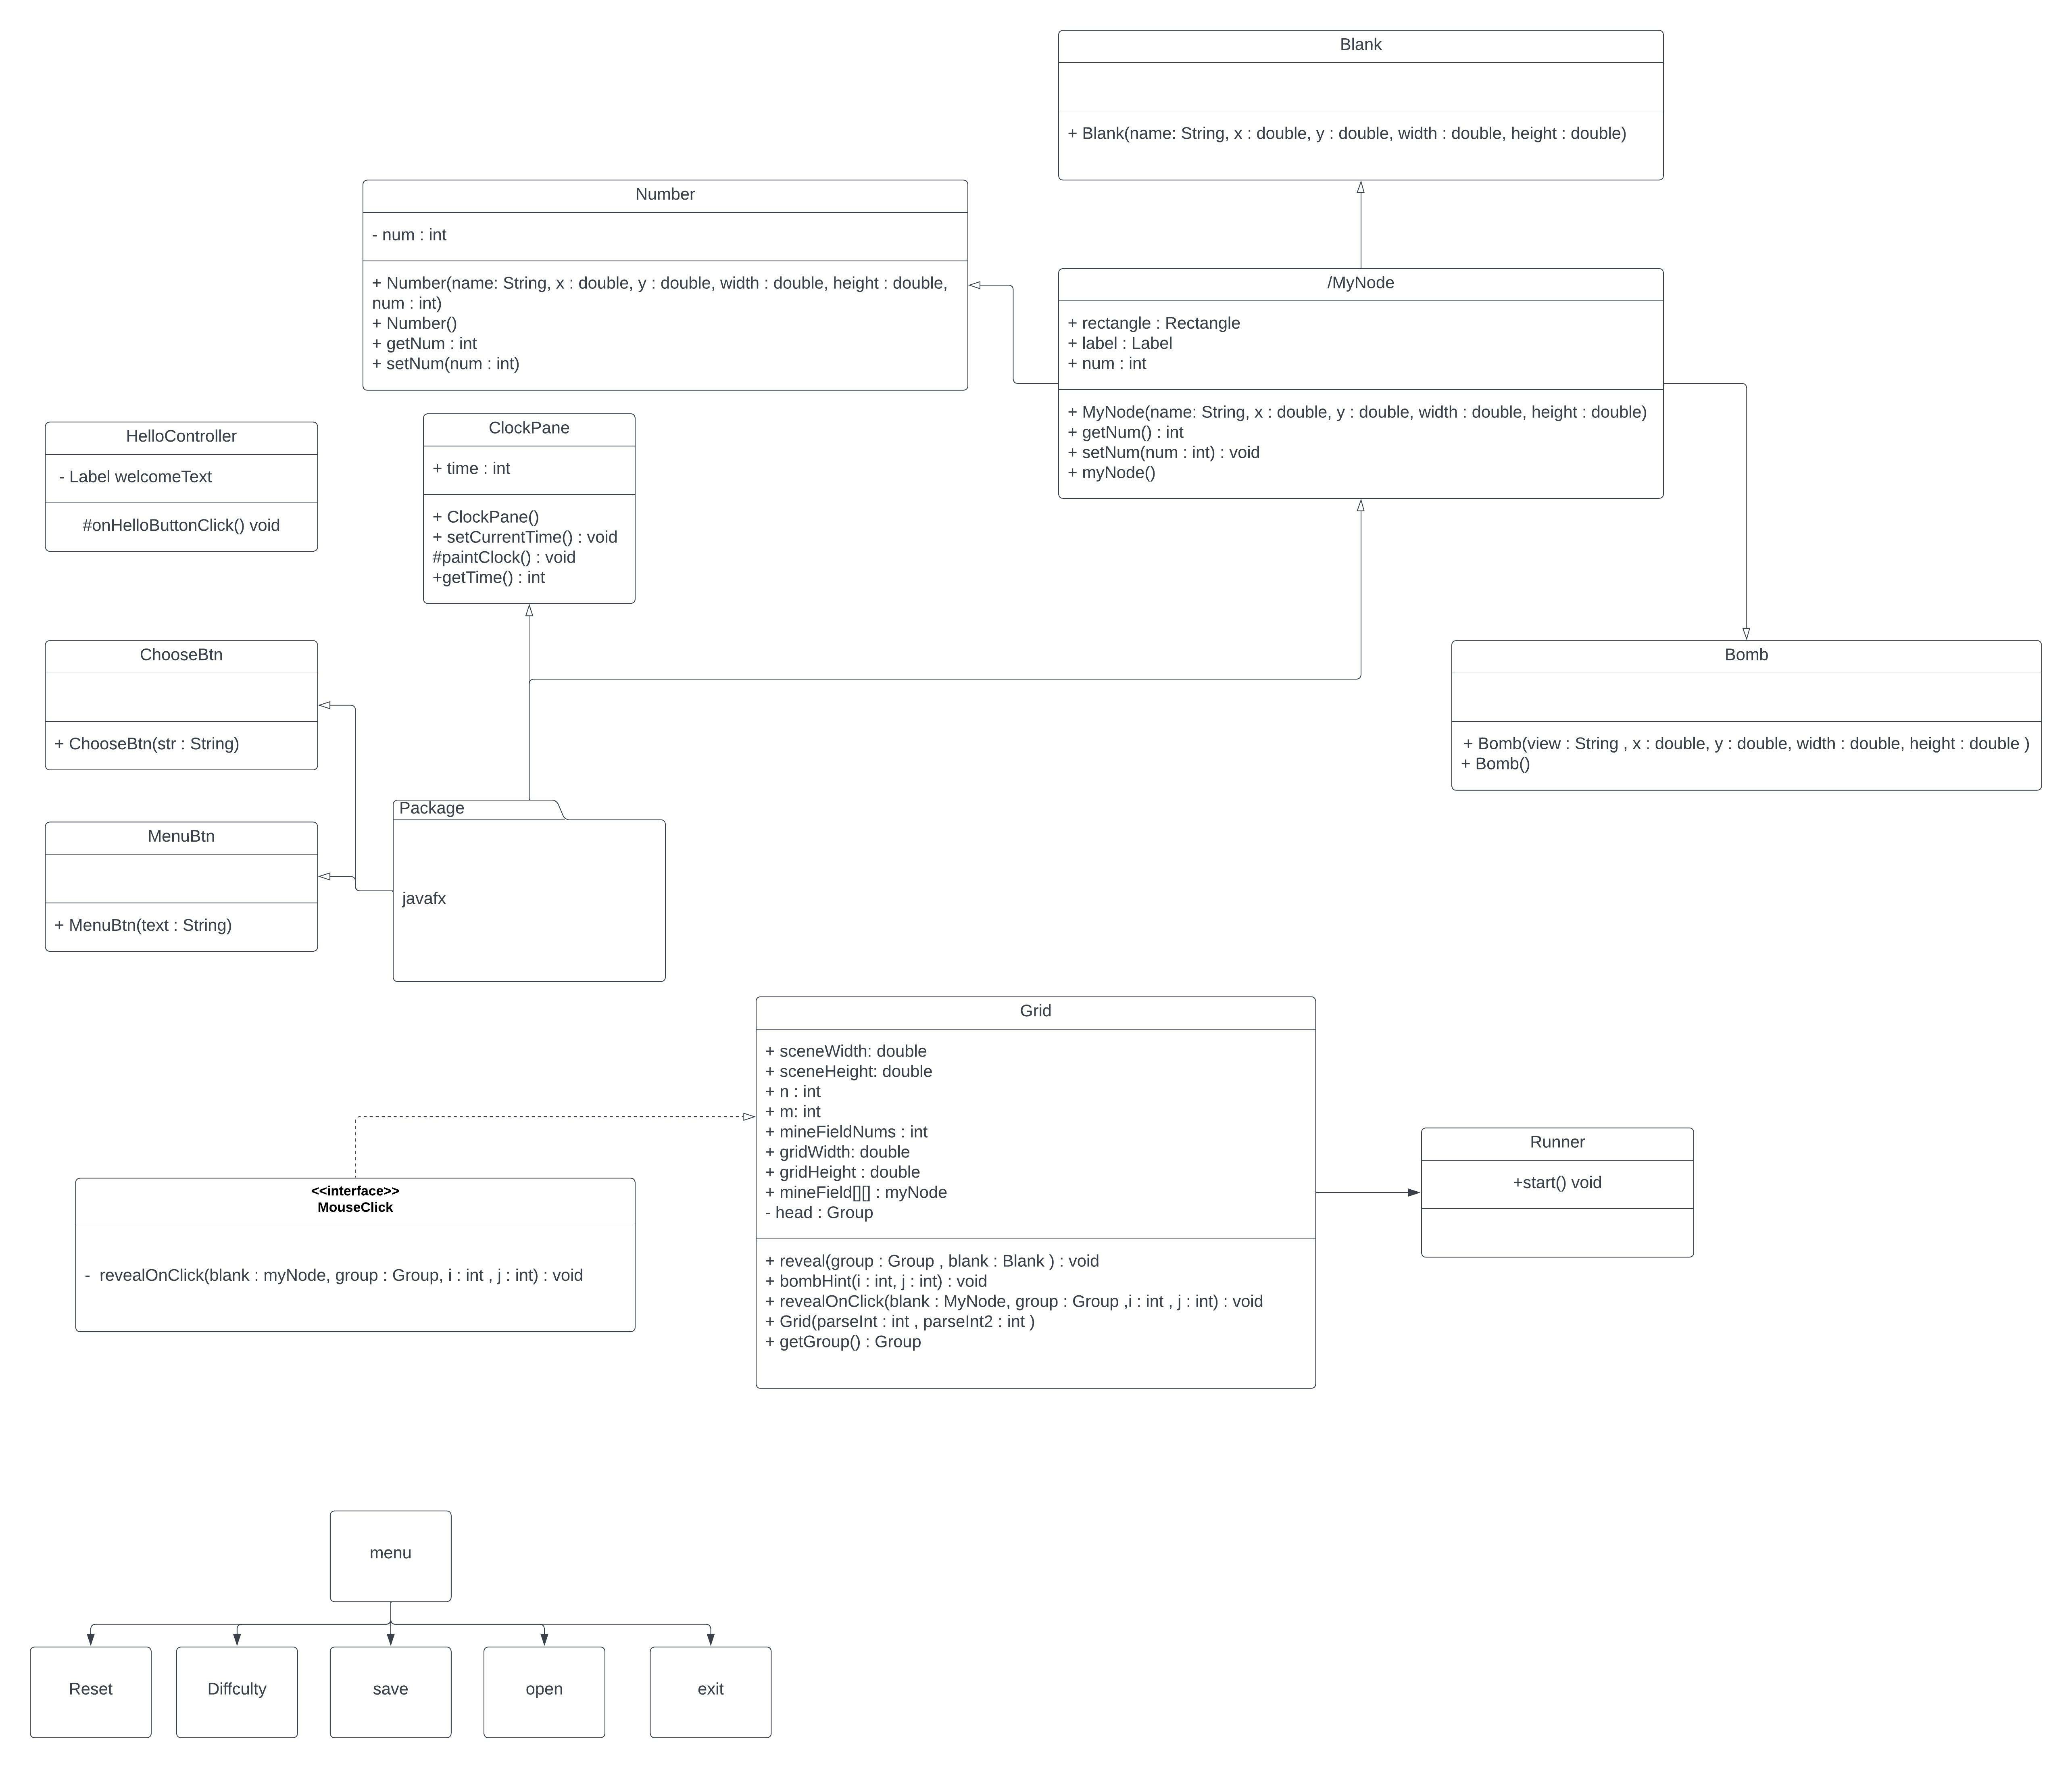 Blank
+ Blank(name: String, x : double, y : double, width : double, height : double)
Number
- num : int
+ Number(name: String, x : double, y : double, width : double, height : double,
num : int)
+ Number()
+ getNum : int
+ setNum(num : int)
/MyNode
+ rectangle : Rectangle
+ label : Label
+ num : int
+ MyNode(name: String, x : double, y : double, width : double, height : double)
+ getNum() : int
+ setNum(num : int) : void
+ myNode()
HelloController
- Label welcomeText
#onHelloButtonClick() void
ClockPane
+ time : int
+ ClockPane()
+ setCurrentTime() : void
#paintClock() : void
+getTime() : int
ChooseBtn
+ ChooseBtn(str : String)
Bomb
+ Bomb(view : String , x : double, y : double, width : double, height : double )
+ Bomb()
MenuBtn
+ MenuBtn(text : String)
Package
javafx
Grid
+ sceneWidth: double
+ sceneHeight: double
+ n : int
+ m: int
+ mineFieldNums : int
+ gridWidth: double
+ gridHeight : double
+ mineField[][] : myNode
- head : Group
+ reveal(group : Group , blank : Blank ) : void
+ bombHint(i : int, j : int) : void
+ revealOnClick(blank : MyNode, group : Group ,i : int , j : int) : void
+ Grid(parseInt : int , parseInt2 : int )
+ getGroup() : Group
Runner
+start() void
<<interface>>
MouseClick
-  revealOnClick(blank : myNode, group : Group, i : int , j : int) : void
menu
Reset
Diffculty
save
open
exit